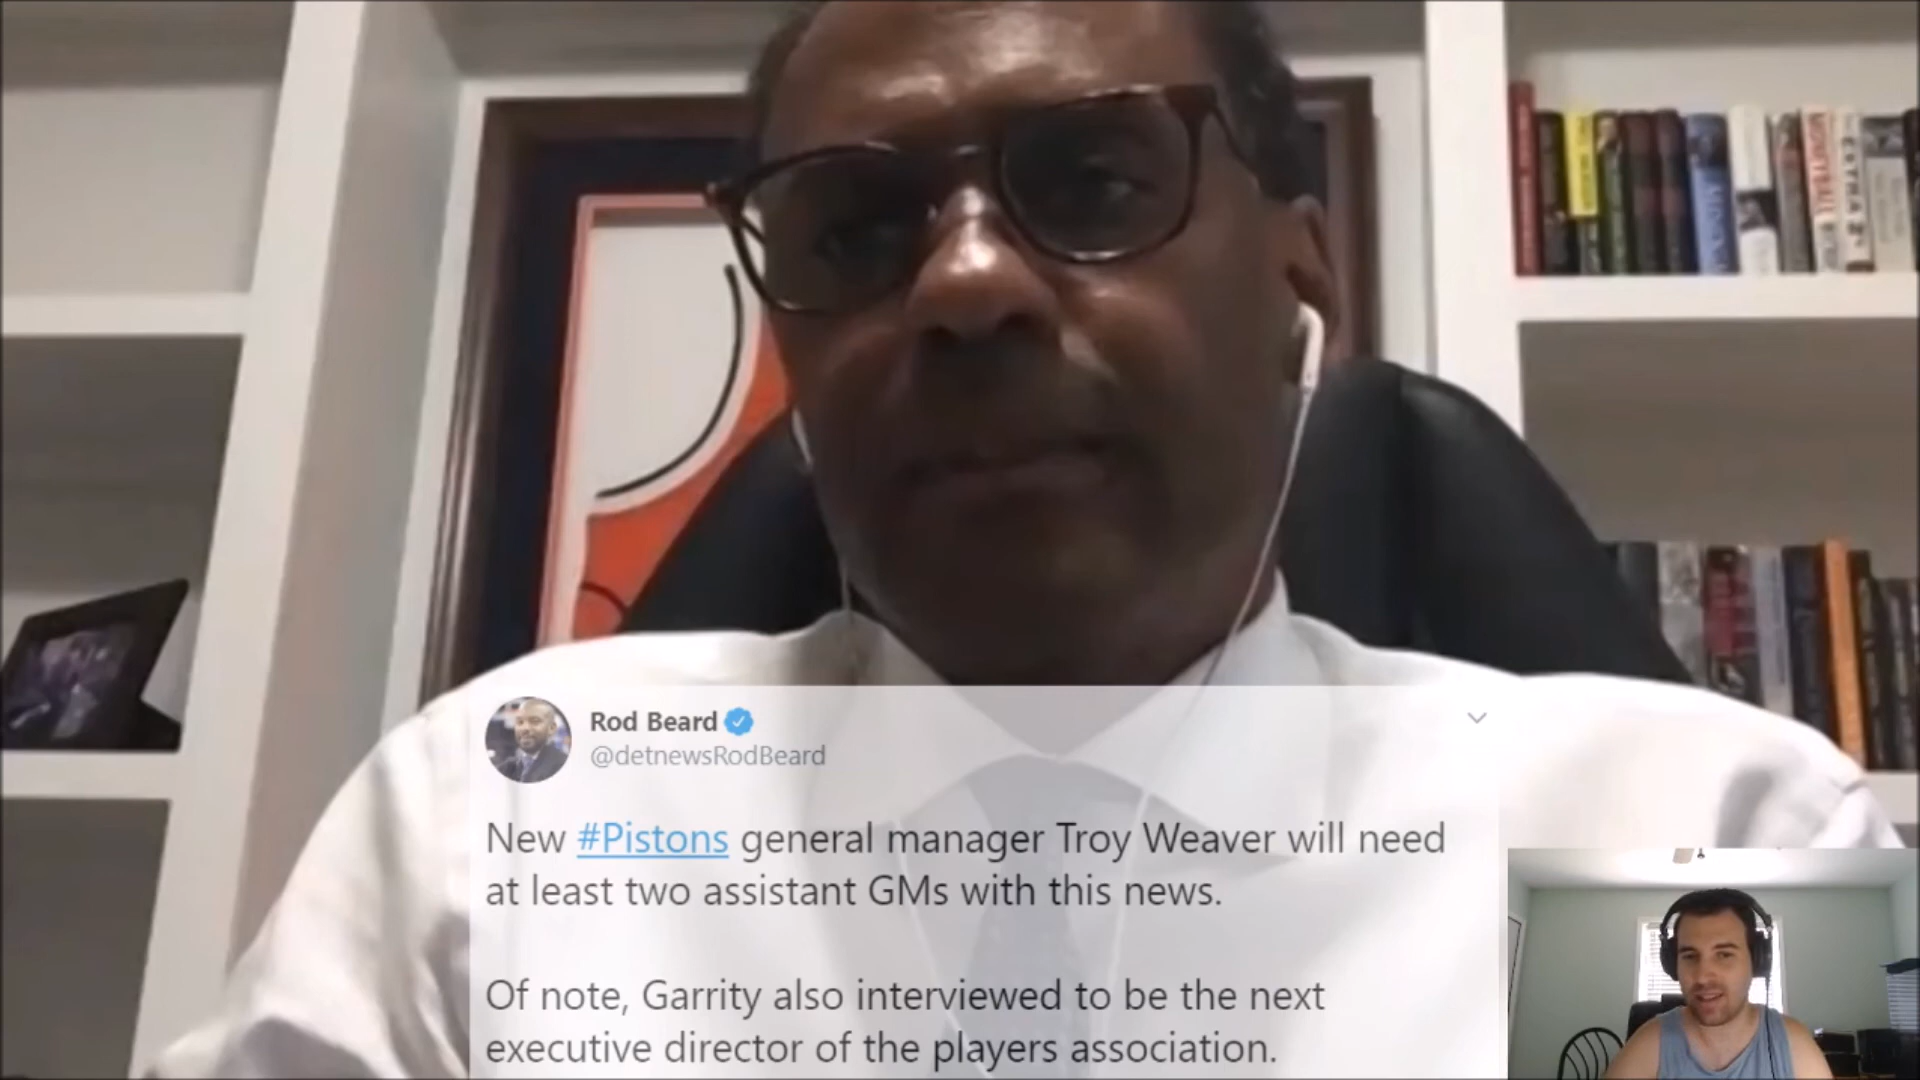 Rod Beard
@detnewsRodBeard
New #Pistons general manager Troy Weaver will need
at least two assistant GMs with this news.
Of note, Garrity also interviewed to be the next
executive director of the players association.